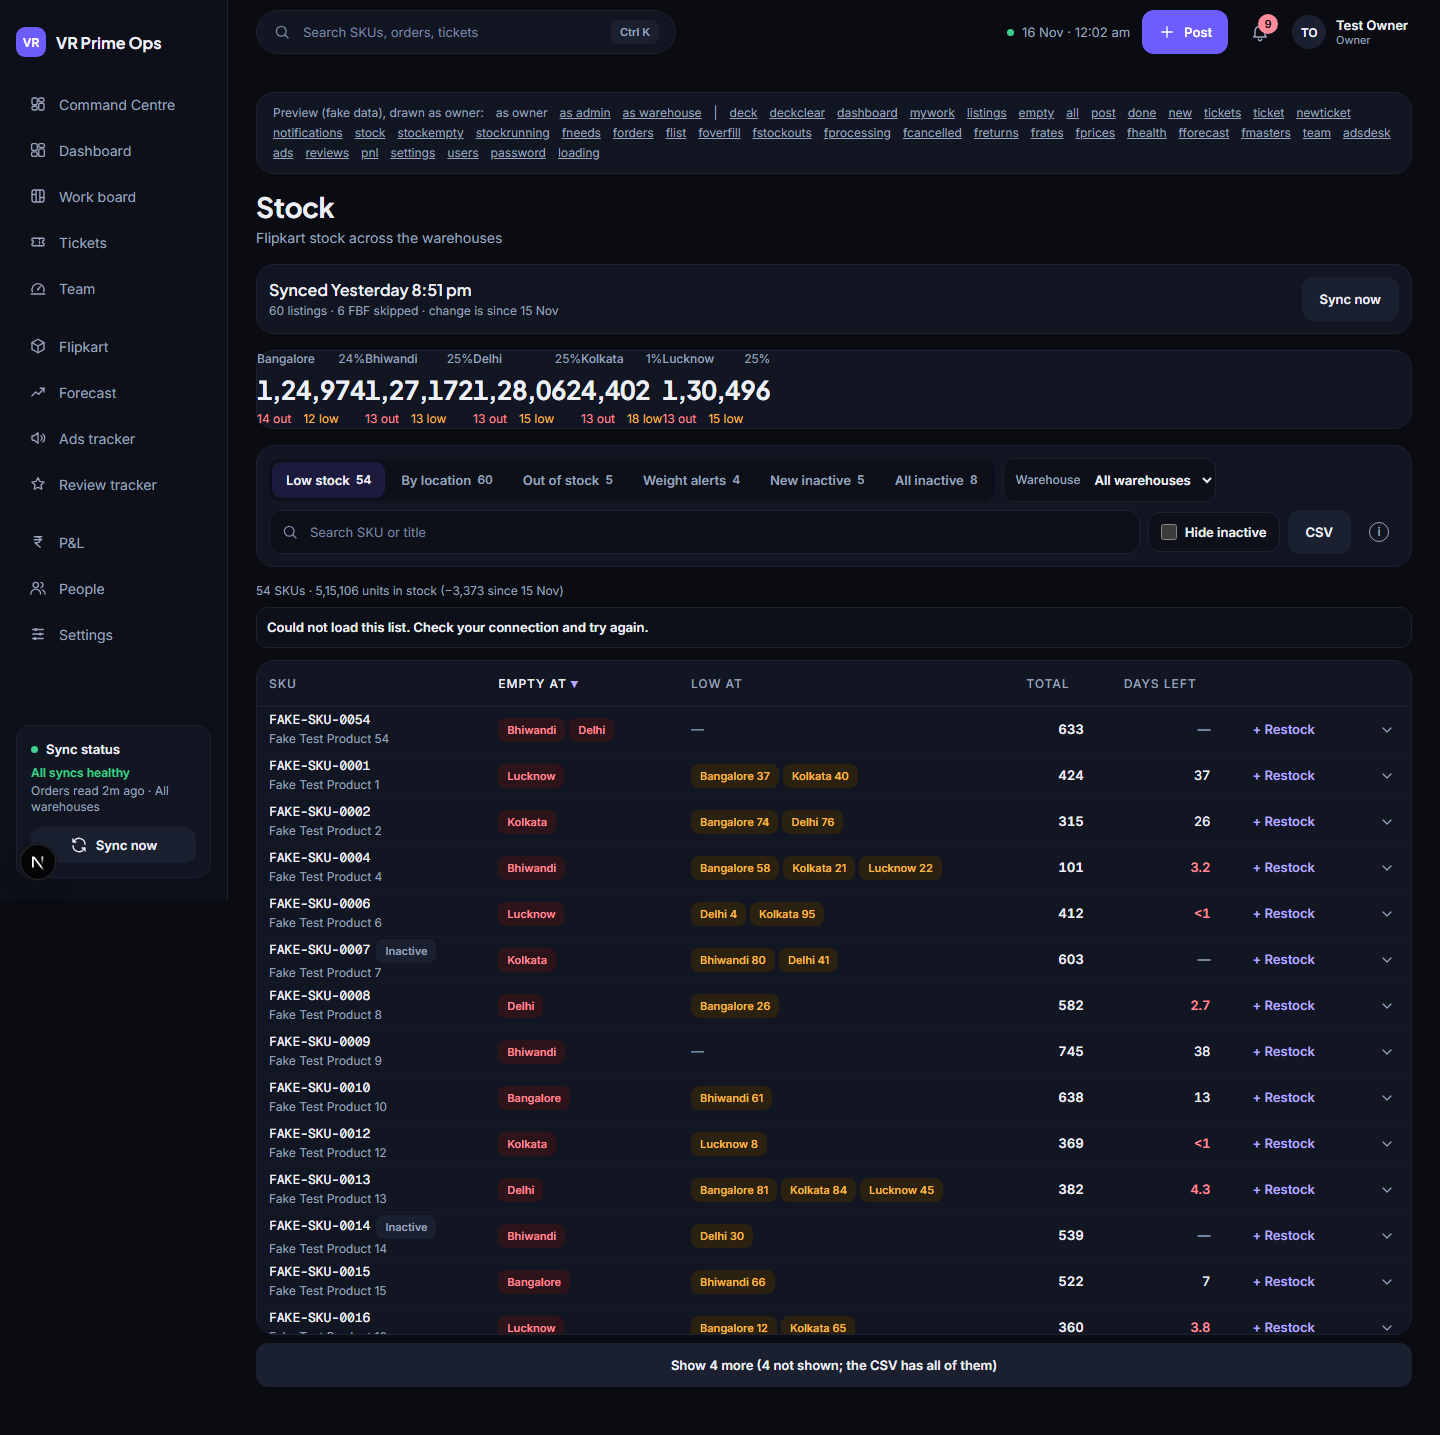 VR VR Prime Ops
Search SKUs, orders, tickets Ctrl K
16 Nov · 12:02 am
+ Post
9
TO Test Owner
Owner
Command Centre
Dashboard
Work board
Tickets
Team
Flipkart
Forecast
Ads tracker
Review tracker
P&L
People
Settings
Sync status
All syncs healthy
Orders read 2m ago · All
warehouses
Sync now
N
Preview (fake data), drawn as owner: as owner as admin as warehouse | deck deckclear dashboard mywork listings empty all post done new tickets ticket newticket
notifications stock stockempty stockrunning fneeds forders flist foverfill fstockouts fprocessing fcancelled freturns frates fprices fhealth fforecast fmasters team adsdesk
ads reviews pnl settings users password loading
Stock
Flipkart stock across the warehouses
Synced Yesterday 8:51 pm
60 listings · 6 FBF skipped · change is since 15 Nov
Sync now
Bangalore 24% Bhiwandi 25% Delhi 25% Kolkata 1% Lucknow 25%
1,24,974 1,27,172 1,28,062 4,402 1,30,496
14 out 12 low 13 out 13 low 13 out 15 low 13 out 18 low 13 out 15 low
Low stock 54 By location 60 Out of stock 5 Weight alerts 4 New inactive 5 All inactive 8 Warehouse All warehouses
Search SKU or title Hide inactive CSV i
54 SKUs · 5,15,106 units in stock (−3,373 since 15 Nov)
Could not load this list. Check your connection and try again.
SKU EMPTY AT ▼ LOW AT TOTAL DAYS LEFT
FAKE-SKU-0054
Fake Test Product 54
Bhiwandi Delhi — 633 — + Restock
FAKE-SKU-0001
Fake Test Product 1
Lucknow Bangalore 37 Kolkata 40 424 37 + Restock
FAKE-SKU-0002
Fake Test Product 2
Kolkata Bangalore 74 Delhi 76 315 26 + Restock
FAKE-SKU-0004
Fake Test Product 4
Bhiwandi Bangalore 58 Kolkata 21 Lucknow 22 101 3.2 + Restock
FAKE-SKU-0006
Fake Test Product 6
Lucknow Delhi 4 Kolkata 95 412 <1 + Restock
FAKE-SKU-0007 Inactive
Fake Test Product 7
Kolkata Bhiwandi 80 Delhi 41 603 — + Restock
FAKE-SKU-0008
Fake Test Product 8
Delhi Bangalore 26 582 2.7 + Restock
FAKE-SKU-0009
Fake Test Product 9
Bhiwandi — 745 38 + Restock
FAKE-SKU-0010
Fake Test Product 10
Bangalore Bhiwandi 61 638 13 + Restock
FAKE-SKU-0012
Fake Test Product 12
Kolkata Lucknow 8 369 <1 + Restock
FAKE-SKU-0013
Fake Test Product 13
Delhi Bangalore 81 Kolkata 84 Lucknow 45 382 4.3 + Restock
FAKE-SKU-0014 Inactive
Fake Test Product 14
Bhiwandi Delhi 30 539 — + Restock
FAKE-SKU-0015
Fake Test Product 15
Bangalore Bhiwandi 66 522 7 + Restock
FAKE-SKU-0016
Lucknow Bangalore 12 Kolkata 65 360 3.8 + Restock
Show 4 more (4 not shown; the CSV has all of them)